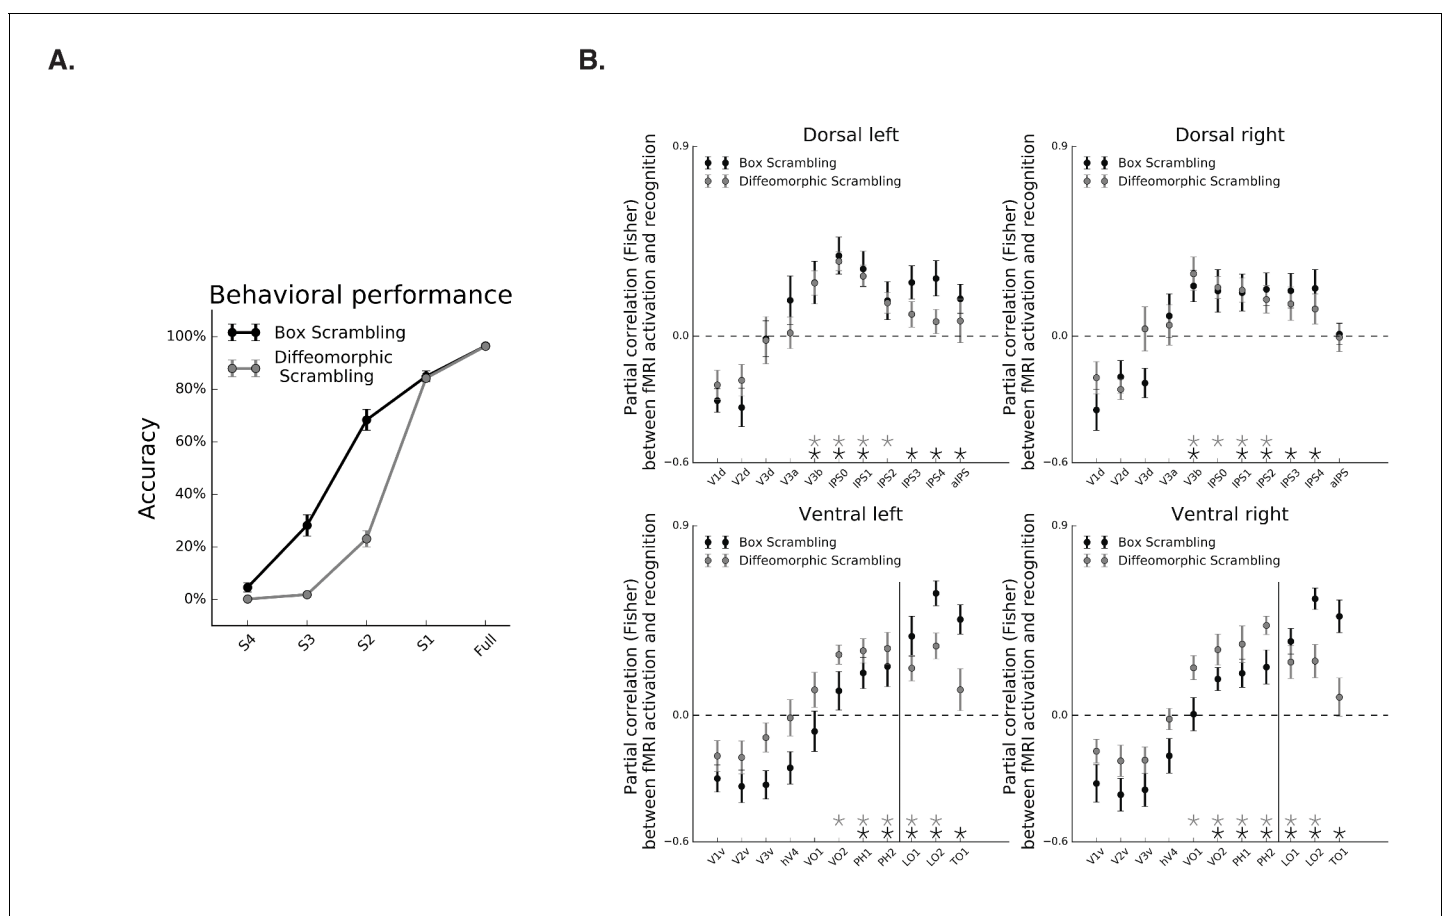 A.
Behavioral performance
Box Scrambling
Diffeomorphic
Scrambling
Accuracy
100%
80%
60%
40%
20%
0%
S4 S3 S2 S1 Full
B.
Dorsal left
Partial correlation (Fisher)
between fMRI activation and recognition
0.9
0.0
−0.6
Box Scrambling
Diffeomorphic Scrambling
V1d V2d V3d V3a V3b IPS0 IPS1 IPS2 IPS3 IPS4 aIPS
Dorsal right
Partial correlation (Fisher)
between fMRI activation and recognition
0.9
0.0
−0.6
Box Scrambling
Diffeomorphic Scrambling
V1d V2d V3d V3a V3b IPS0 IPS1 IPS2 IPS3 IPS4 aIPS
Ventral left
Partial correlation (Fisher)
between fMRI activation and recognition
0.9
0.0
−0.6
Box Scrambling
Diffeomorphic Scrambling
V1v V2v V3v hV4 VO1 VO2 PH1 PH2 LO1 LO2 TO1
Ventral right
Partial correlation (Fisher)
between fMRI activation and recognition
0.9
0.0
−0.6
Box Scrambling
Diffeomorphic Scrambling
V1v V2v V3v hV4 VO1 VO2 PH1 PH2 LO1 LO2 TO1